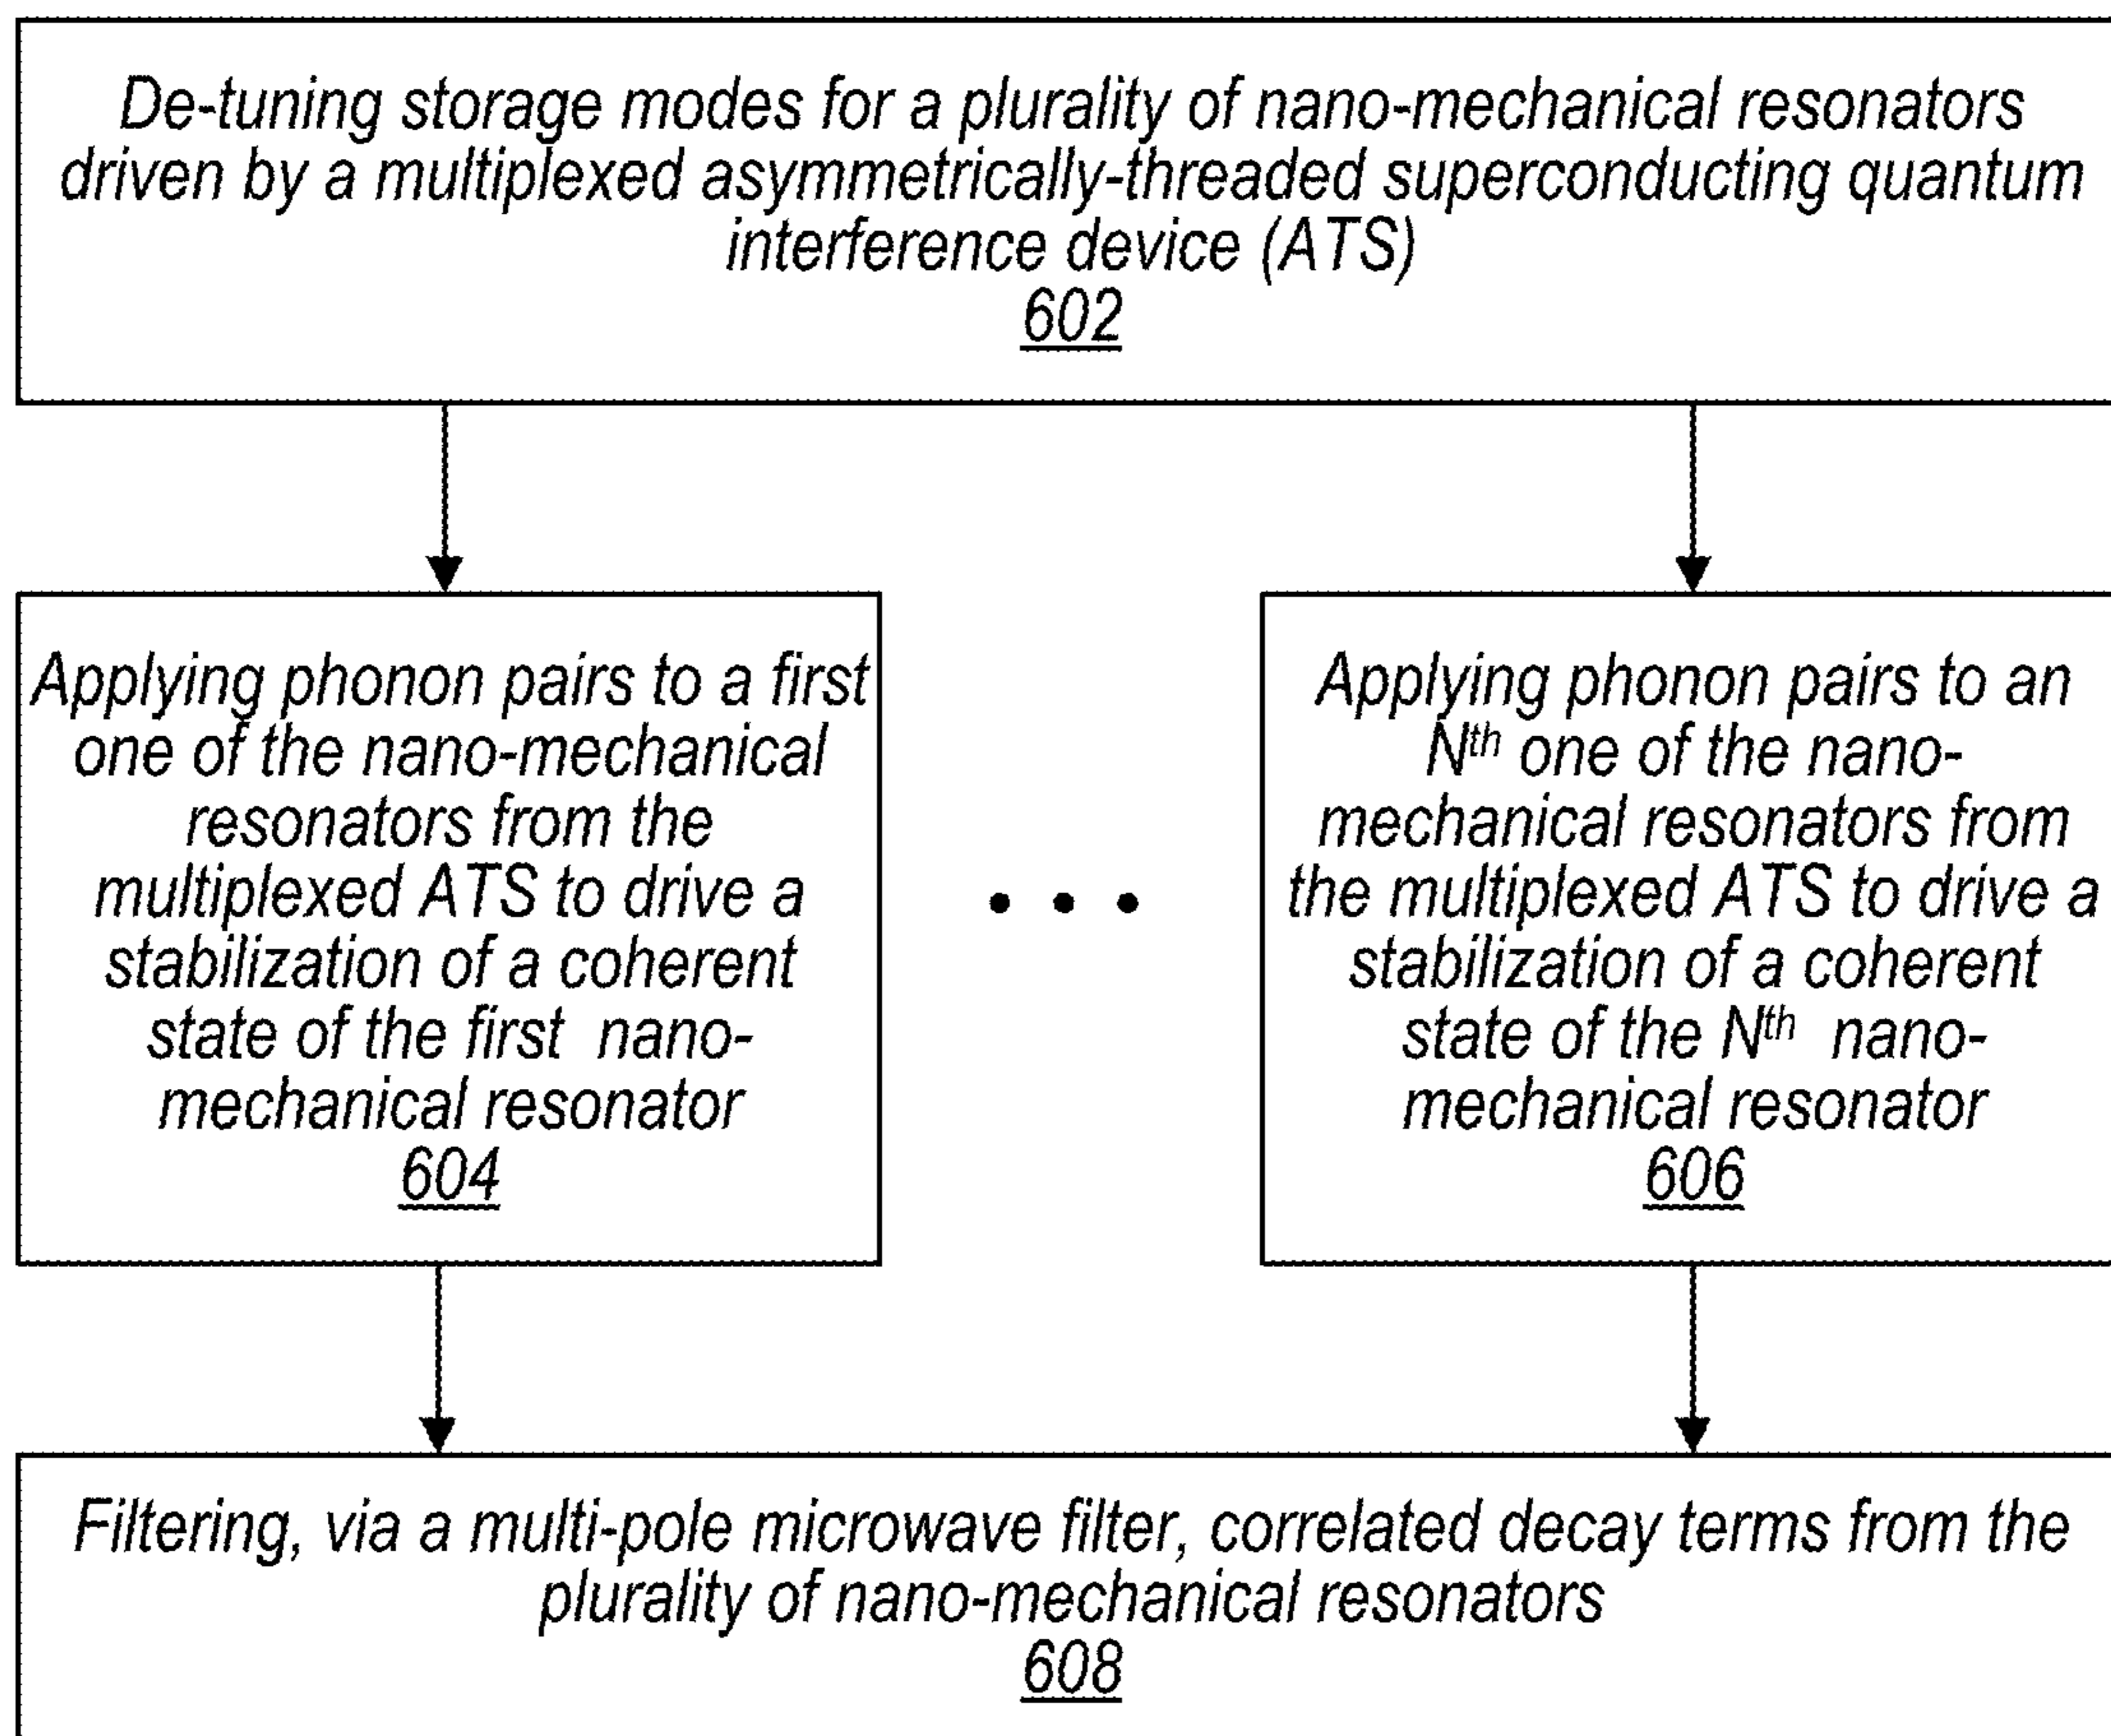 De-tuning storage modes for a plurality of nano-mechanical resonators
driven by a multiplexed asymmetrically-threaded superconducting quantum
interference device (ATS)
602
Applying phonon pairs to a first
one of the nano-mechanical
resonators from the
multiplexed ATS to drive a
stabilization of a coherent
state of the first nano-
mechanical resonator
604
• • •
Applying phonon pairs to an
Nth one of the nano-
mechanical resonators from
the multiplexed ATS to drive a
stabilization of a coherent
state of the Nth nano-
mechanical resonator
606
Filtering, via a multi-pole microwave filter, correlated decay terms from the
plurality of nano-mechanical resonators
608